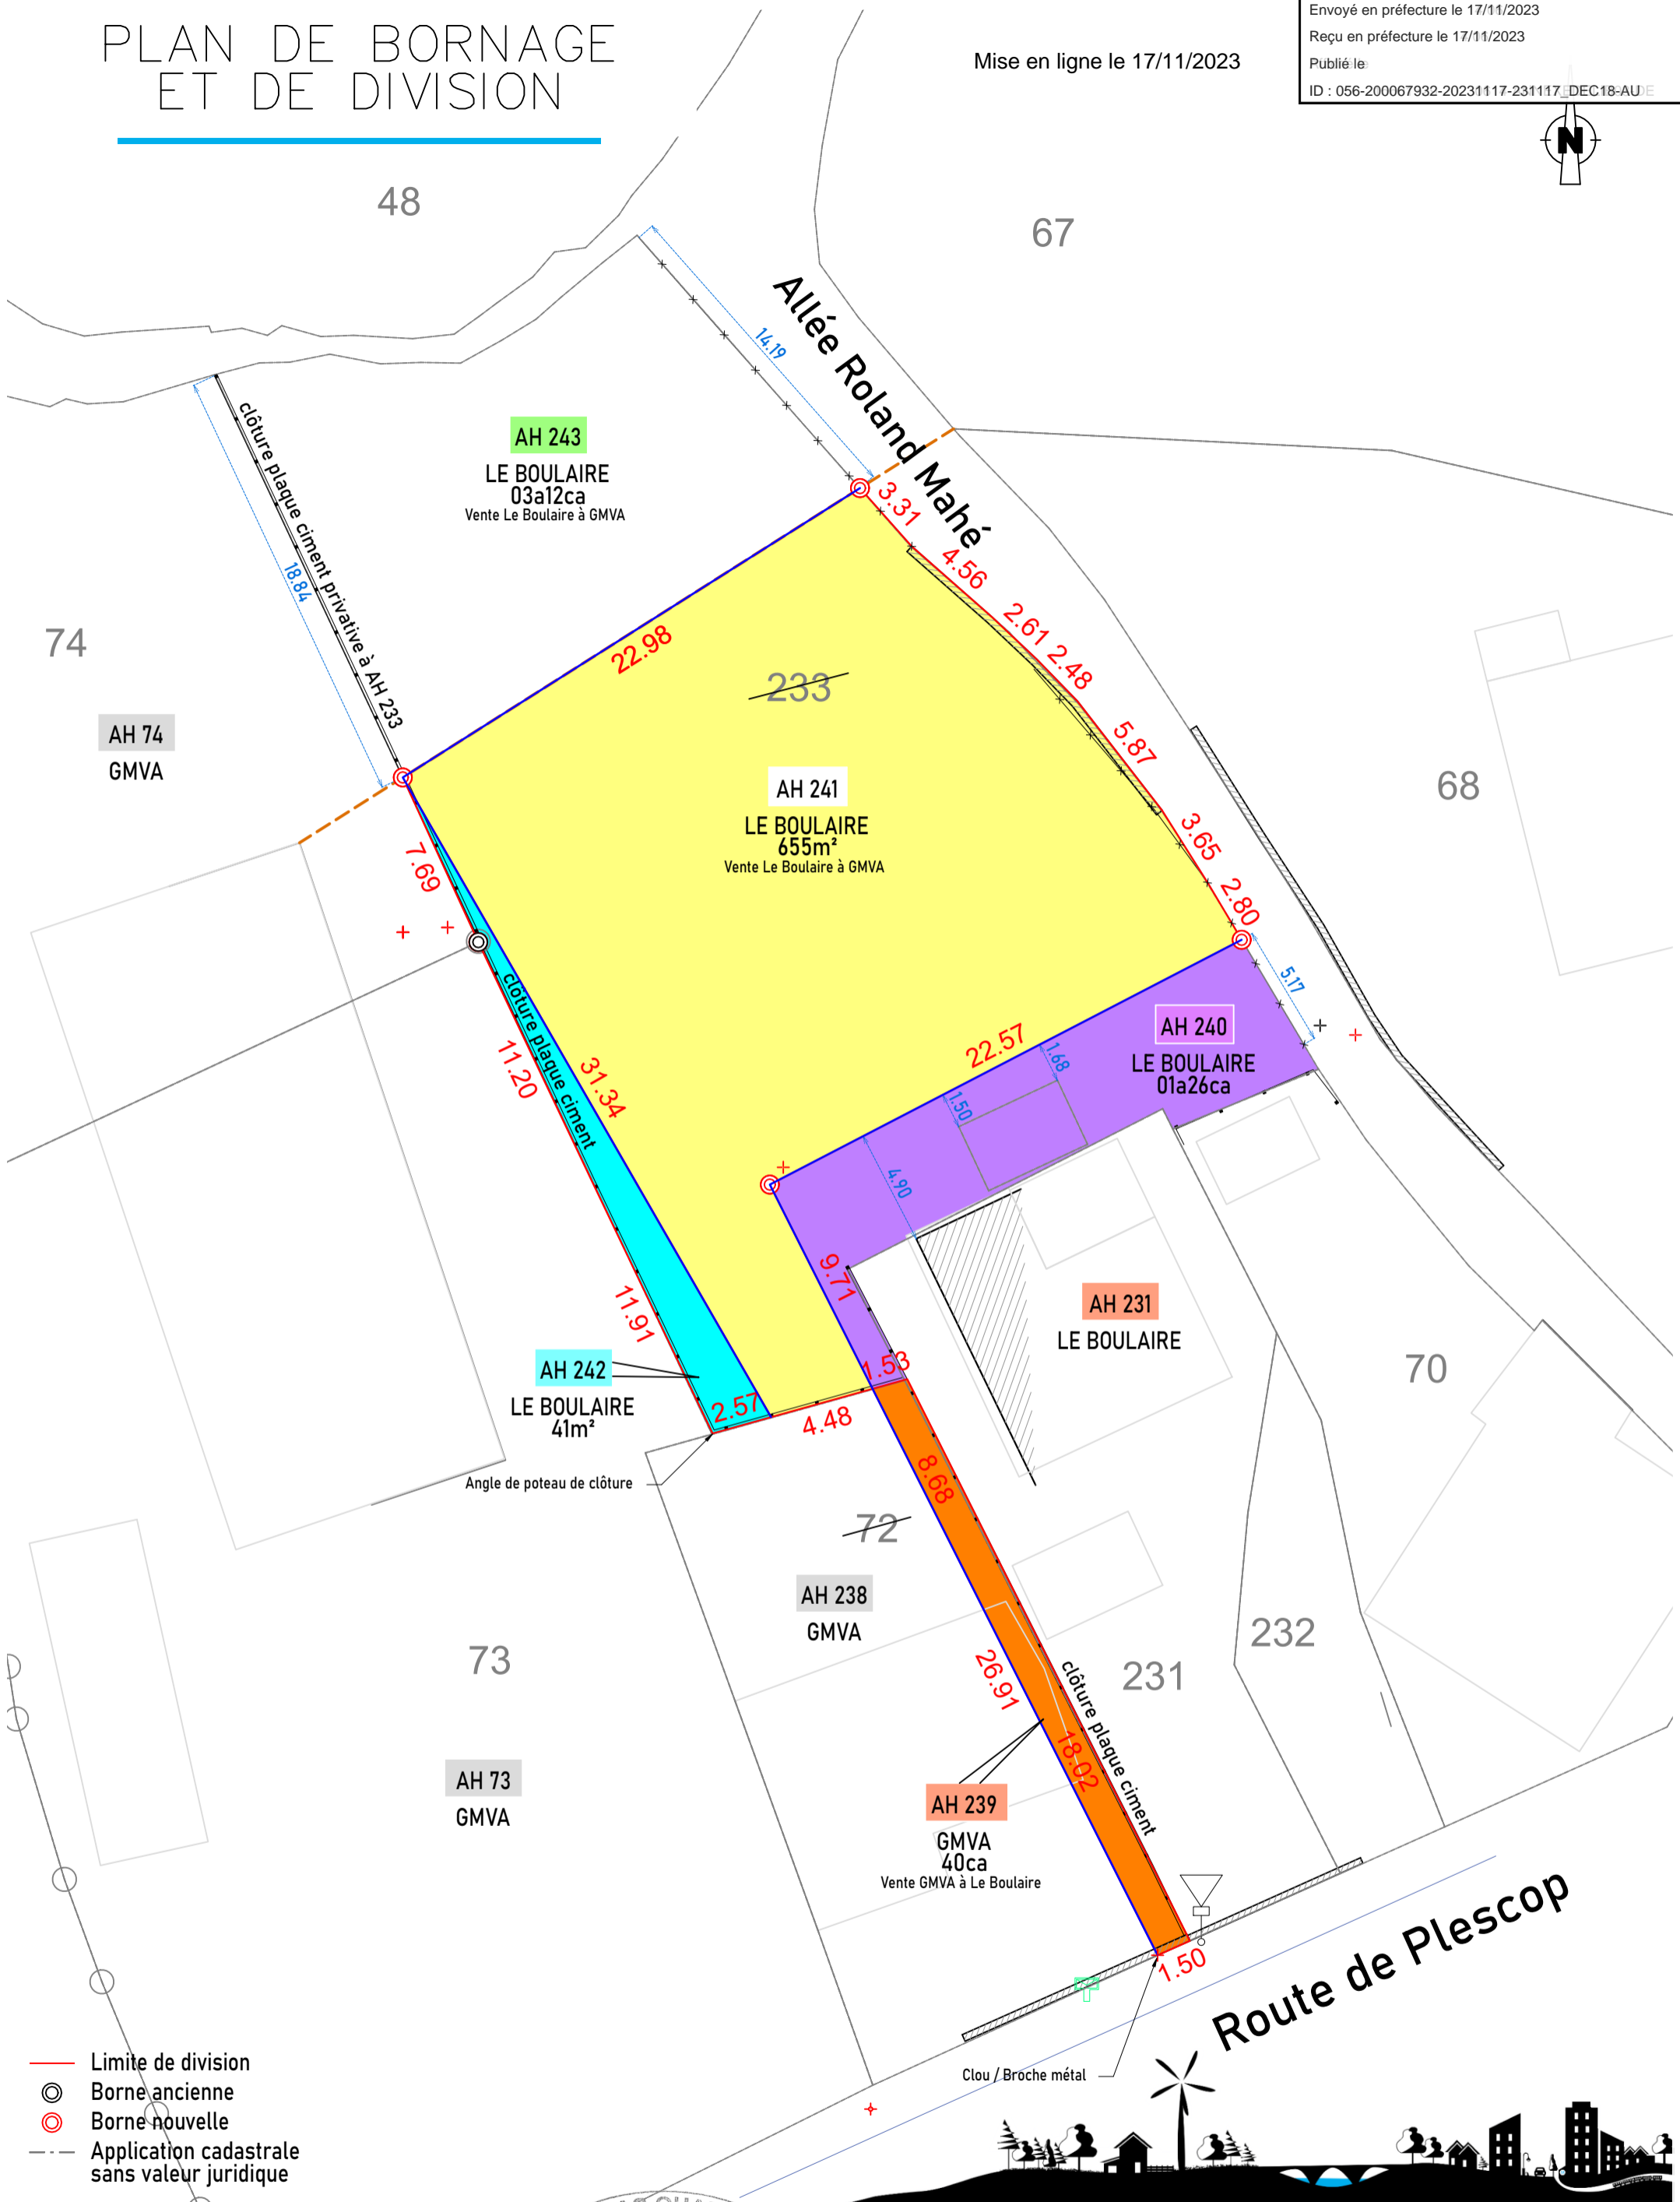 PLAN DE BORNAGE
ET DE DIVISION
Mise en ligne le 17/11/2023
Envoyé en préfecture le 17/11/2023
Reçu en préfecture le 17/11/2023
Publié le
ID : 056-200067932-20231117-231117_DEC18-AU
N
48
67
Allée Roland Mahé
14.19
clôture plaque ciment privative à AH 233
18.84
AH 243
LE BOULAIRE
03a12ca
Vente Le Boulaire à GMVA
3.31
4.56
2.61
2.48
5.87
3.65
2.80
22.98
233
74
AH 74
GMVA
68
AH 241
LE BOULAIRE
655m²
Vente Le Boulaire à GMVA
7.69
clôture plaque ciment
11.20
31.34
11.91
22.57
5.17
1.68
1.50
4.90
AH 240
LE BOULAIRE
01a26ca
9.71
AH 231
LE BOULAIRE
70
AH 242
LE BOULAIRE
41m²
2.57
4.48
1.53
Angle de poteau de clôture
8.68
72
AH 238
GMVA
73
26.91
231
232
clôture plaque ciment
18.02
AH 73
GMVA
AH 239
GMVA
40ca
Vente GMVA à Le Boulaire
1.50
Route de Plescop
Clou / Broche métal
Limite de division
Borne ancienne
Borne nouvelle
Application cadastrale
sans valeur juridique